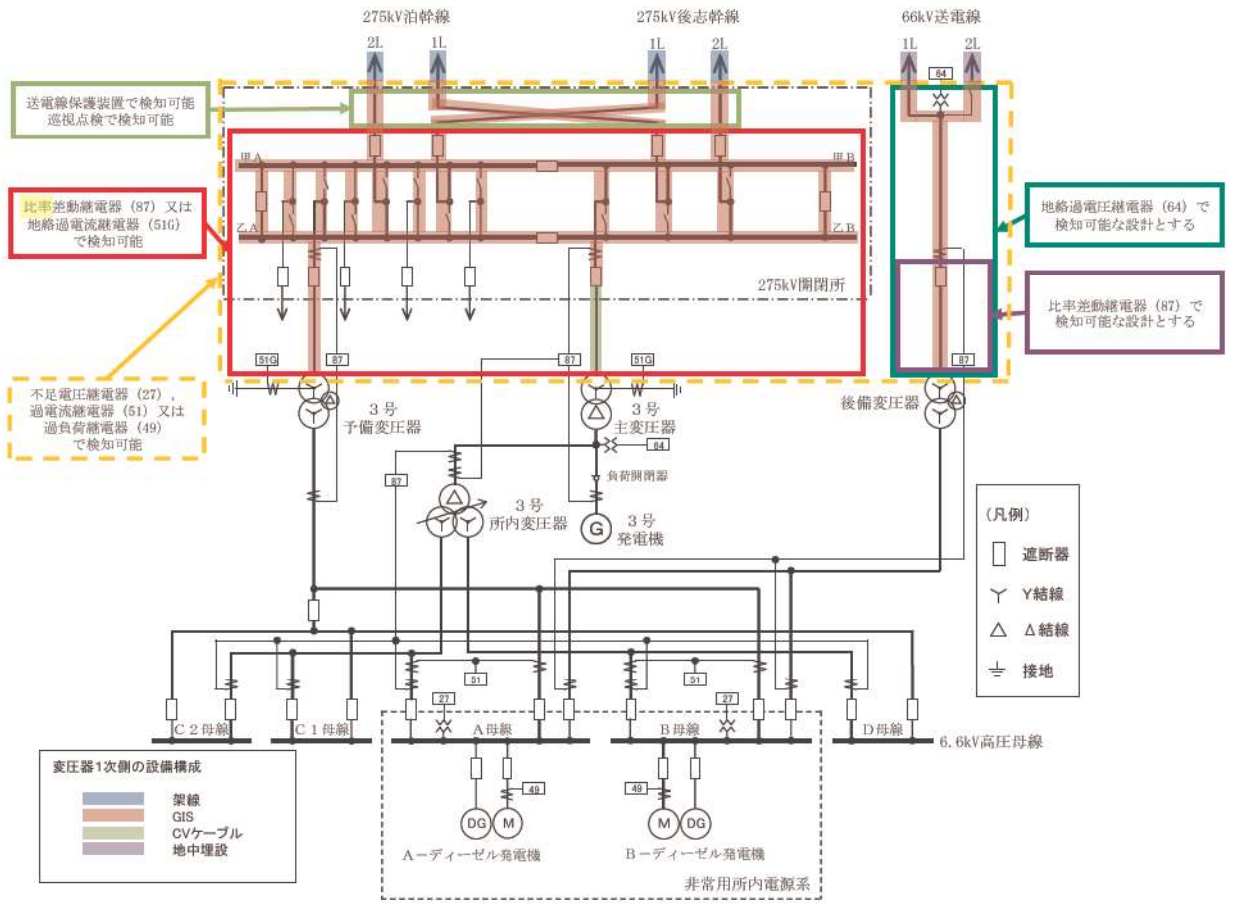 275kV泊幹線
275kV後志幹線
66kV送電線
2L
1L
1L
2L
1L
2L
64
送電線保護装置で検知可能
巡視点検で検知可能
甲A
甲B
比率差動継電器（87）又は
地絡過電流継電器（51G）
で検知可能
乙A
乙B
地絡過電圧継電器（64）で
検知可能な設計とする
275kV開閉所
比率差動継電器（87）で
検知可能な設計とする
51G
87
87
51G
87
不足電圧継電器（27），
過電流継電器（51）又は
過負荷継電器（49）
で検知可能
3号
予備変圧器
3号
主変圧器
後備変圧器
64
87
負荷開閉器
3号
所内変圧器
G
3号
発電機
（凡例）
遮断器
Y結線
Δ結線
接地
51
51
27
27
C2母線
C1母線
A母線
B母線
D母線
6.6kV高圧母線
49
49
DG
M
M
DG
A－ディーゼル発電機
B－ディーゼル発電機
非常用所内電源系
変圧器1次側の設備構成
架線
GIS
CVケーブル
地中埋設